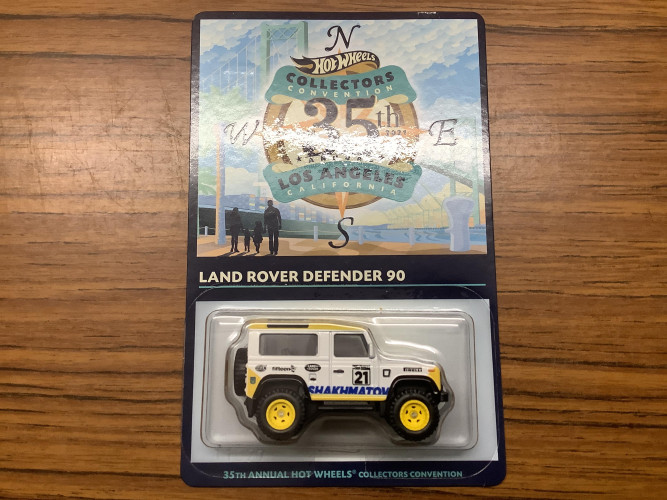 N
HOT WHEELS
COLLECTORS
CONVENTION
35th
W
E
LOS ANGELES
CALIFORNIA
S
LAND ROVER DEFENDER 90
21
PIRELLI
SHAKHMATOV
35TH ANNUAL HOT WHEELS® COLLECTORS CONVENTION